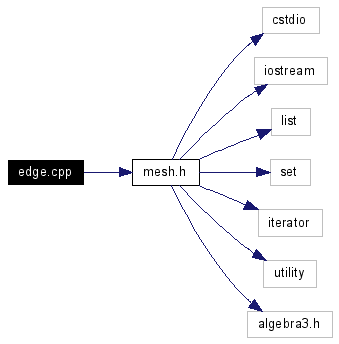 cstdio
iostream
list
edge.cpp
mesh.h
set
iterator
utility
algebra3.h